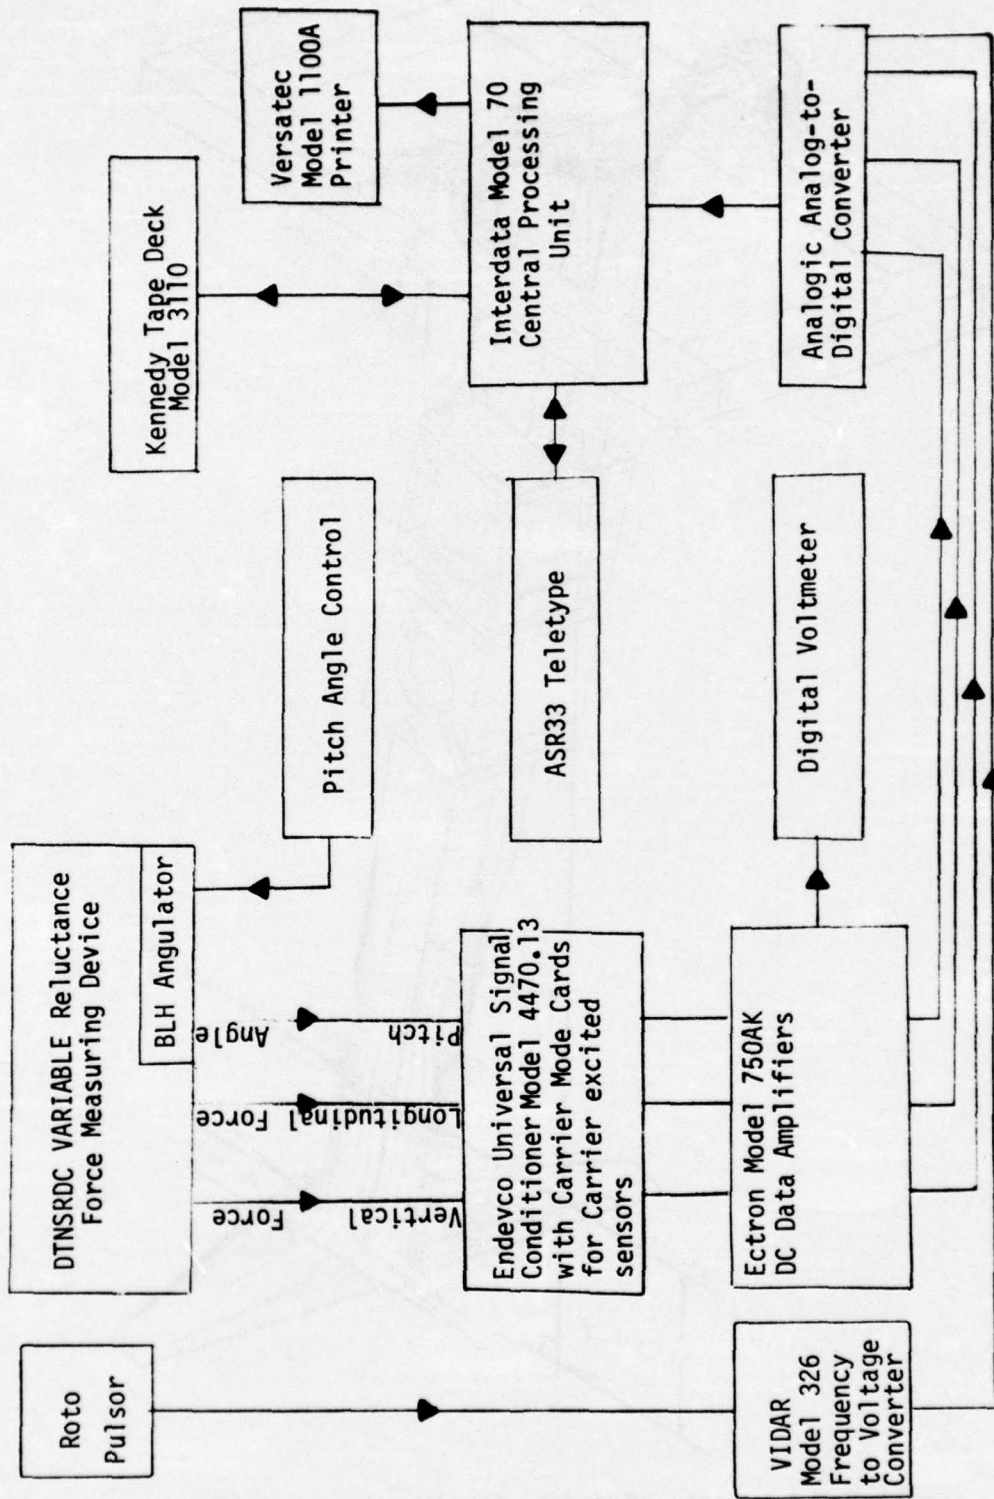 Roto
Pulsor
DTNSRDC VARIABLE Reluctance
Force Measuring Device
BLH Angulator
Vertical Force
Longitudinal Force
Pitch Angle
Pitch Angle Control
Kennedy Tape Deck
Model 3110
Versatec
Model 1100A
Printer
Endevco Universal Signal
Conditioner Model 4470.13
with Carrier Mode Cards
for Carrier excited
sensors
ASR33 Teletype
Interdata Model 70
Central Processing
Unit
VIDAR
Model 326
Frequency
to Voltage
Converter
Ectron Model 750AK
DC Data Amplifiers
Digital Voltmeter
Analogic Analog-to-
Digital Converter